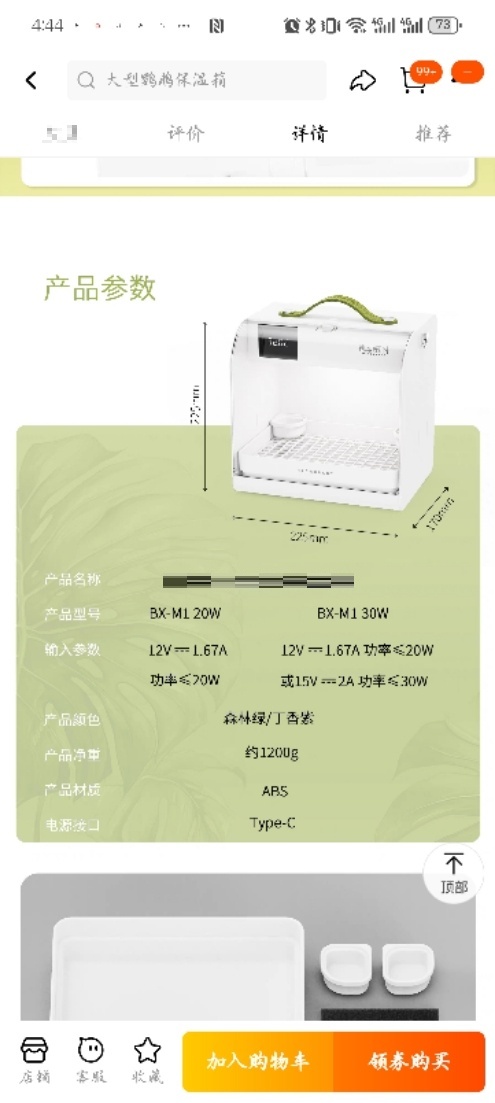 4:44
4G 4G 73
大型鹦鹉保温箱
99+
评价 详情 推荐
产品参数
225mm
225mm
170mm
产品名称
产品型号 BX-M1 20W BX-M1 30W
输入参数 12V⎓1.67A 12V⎓1.67A 功率≤20W
功率≤20W 或15V⎓2A 功率≤30W
产品颜色 森林绿/丁香紫
产品净重 约1200g
产品材质 ABS
电源接口 Type-C
顶部
店铺 客服 收藏 加入购物车 领券购买